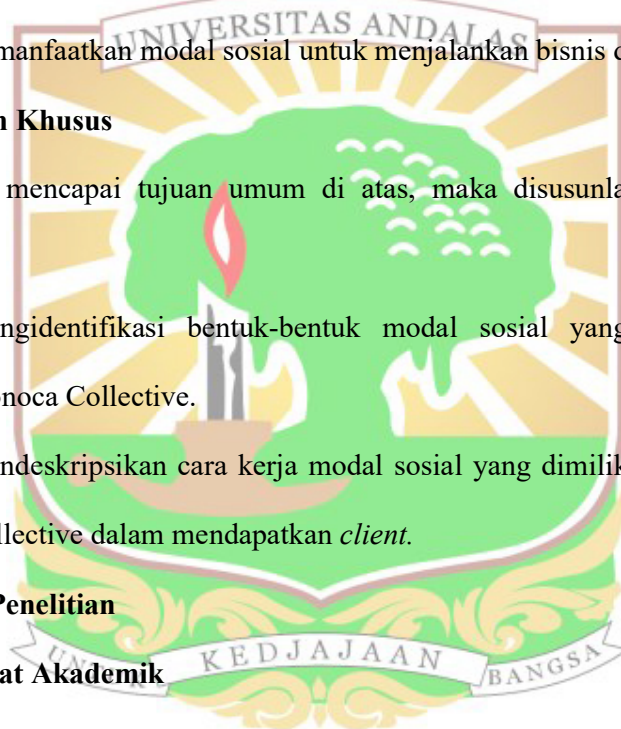 UNIVERSITAS ANDALAS
manfaatkan modal sosial untuk menjalankan bisnis
Khusus
mencapai tujuan umum di atas, maka disusunla
ngidentifikasi bentuk-bentuk modal sosial yang
noca Collective.
ndeskripsikan cara kerja modal sosial yang dimilik
llective dalam mendapatkan client.
Penelitian
at Akademik
UNTUK KEDJAJAAN BANGSA